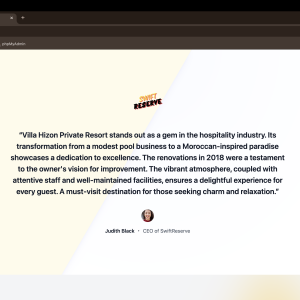 phpMyAdmin
SWIFT
RESERVE
“Villa Hizon Private Resort stands out as a gem in the hospitality industry. Its
transformation from a modest pool business to a Moroccan-inspired paradise
showcases a dedication to excellence. The renovations in 2018 were a testament
to the owner's vision for improvement. The vibrant atmosphere, coupled with
attentive staff and well-maintained facilities, ensures a delightful experience for
every guest. A must-visit destination for those seeking charm and relaxation.”
Judith Black • CEO of SwiftReserve